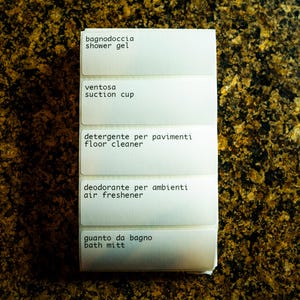 bagnodoccia
shower gel
ventosa
suction cup
detergente per pavimenti
floor cleaner
deodorante per ambienti
air freshener
guanto da bagno
bath mitt